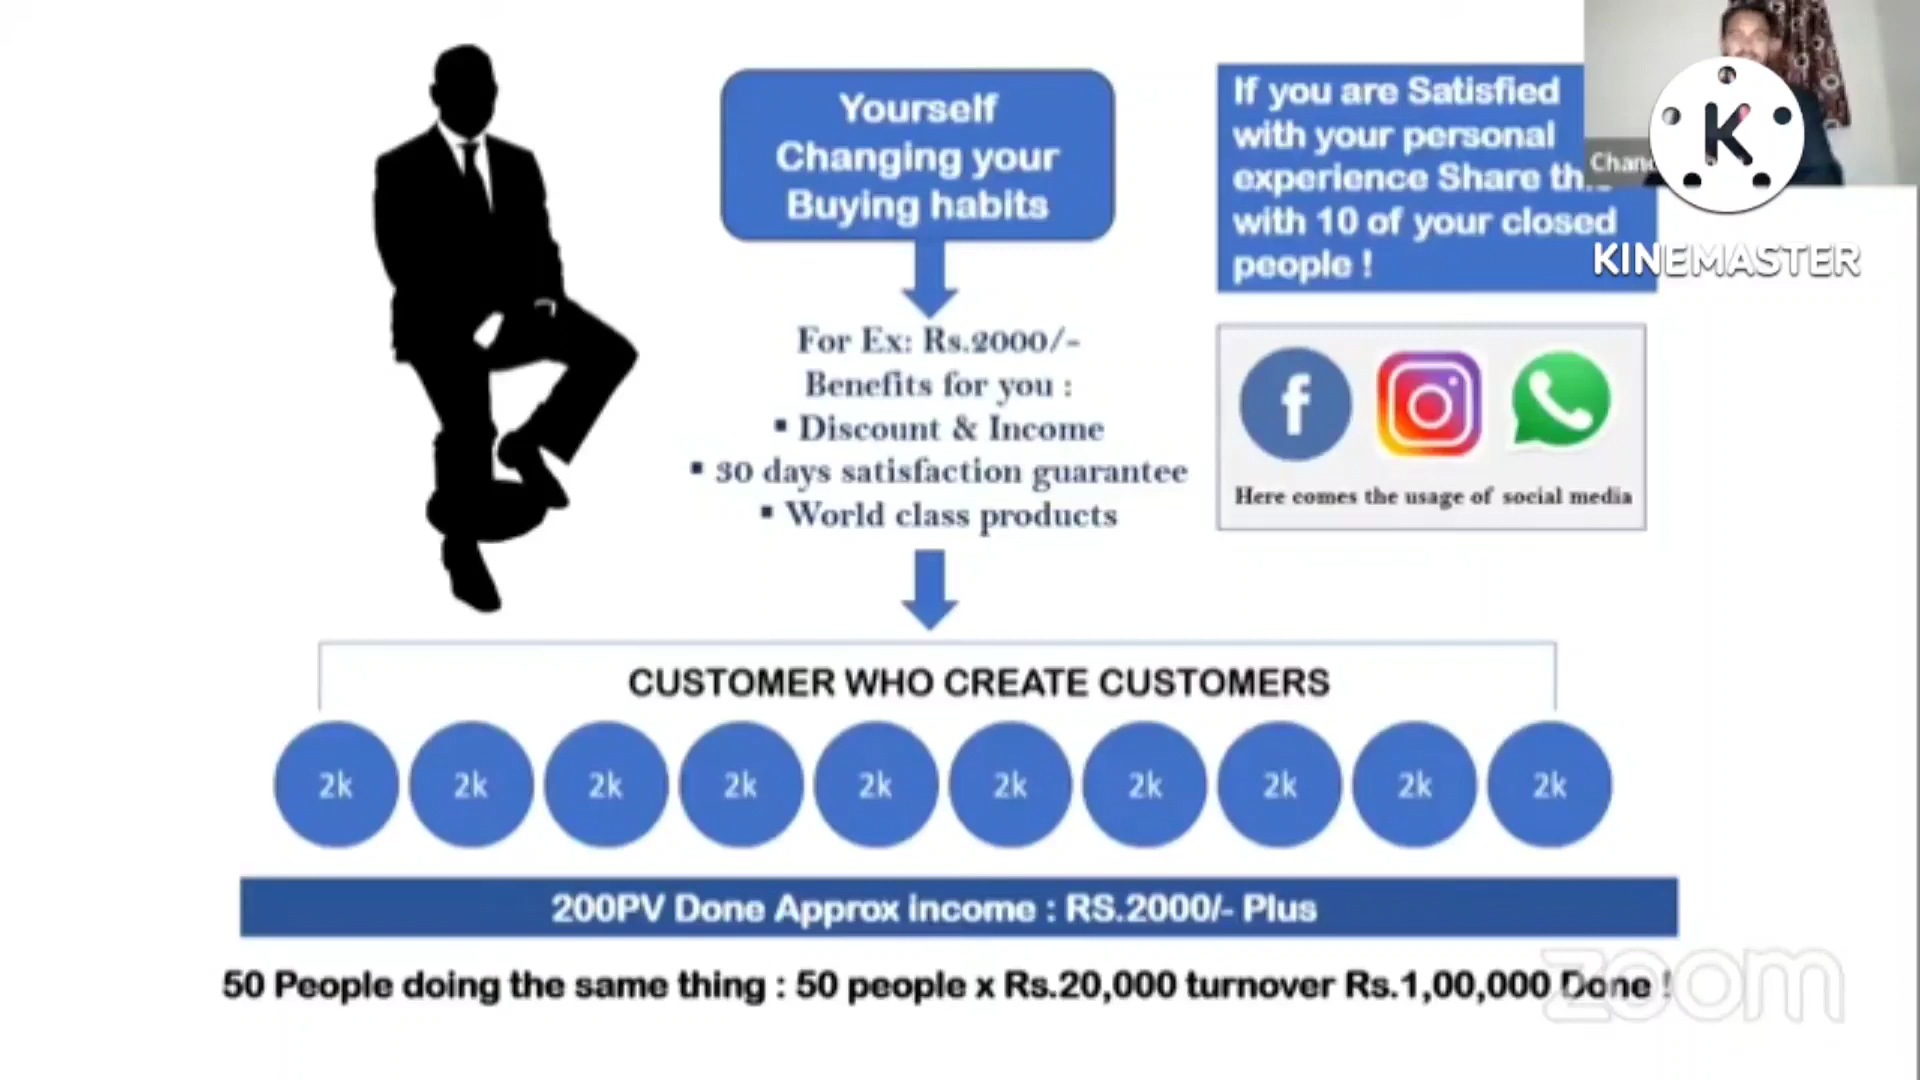 Yourself
Changing your
Buying habits
If you are Satisfied
with your personal
experience Share
with 10 of your closed
people !
Chan
KINEMASTER
For Ex: Rs.2000/-
Benefits for you :
▪ Discount & Income
▪ 30 days satisfaction guarantee
▪ World class products
Here comes the usage of social media
CUSTOMER WHO CREATE CUSTOMERS
2k 2k 2k 2k 2k 2k 2k 2k 2k 2k
200PV Done Approx income : RS.2000/- Plus
50 People doing the same thing : 50 people x Rs.20,000 turnover Rs.1,00,000 Done !
zoom